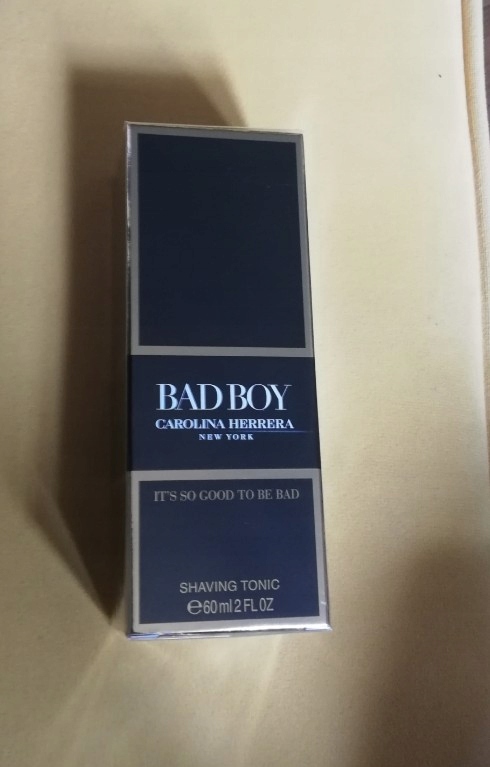 BAD BOY
CAROLINA HERRERA
NEW YORK
IT'S SO GOOD TO BE BAD
SHAVING TONIC
℮60ml 2 FL OZ